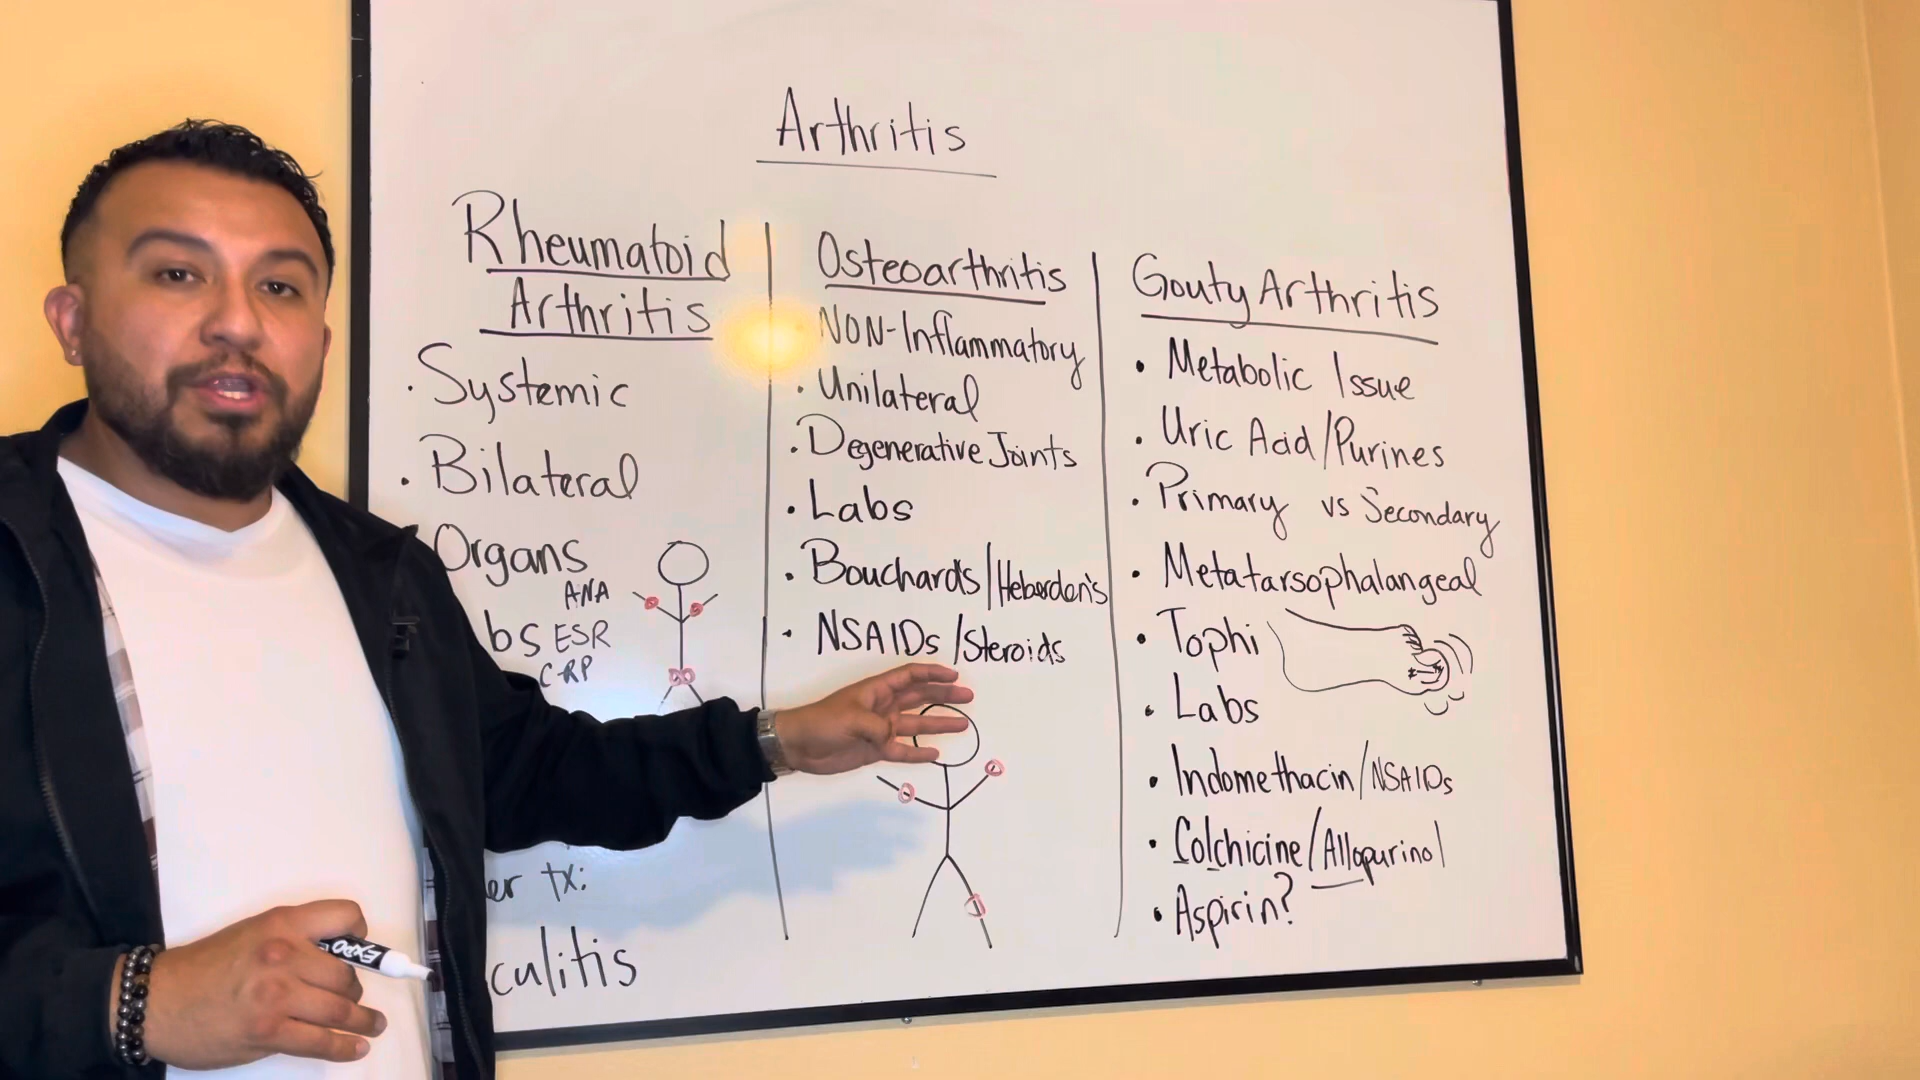 Arthritis
Rheumatoid
Arthritis
• Systemic
• Bilateral
Organs
ANA
bs ESR
CRP
er tx:
culitis
Osteoarthritis
NON-Inflammatory
• Unilateral
• Degenerative Joints
• Labs
• Bouchard's/Heberden's
• NSAIDs/Steroids
Gouty Arthritis
• Metabolic Issue
• Uric Acid/Purines
• Primary vs Secondary
• Metatarsophalangeal
• Tophi
• Labs
• Indomethacin/NSAIDs
• Colchicine/Allopurinol
• Aspirin?
EXPO